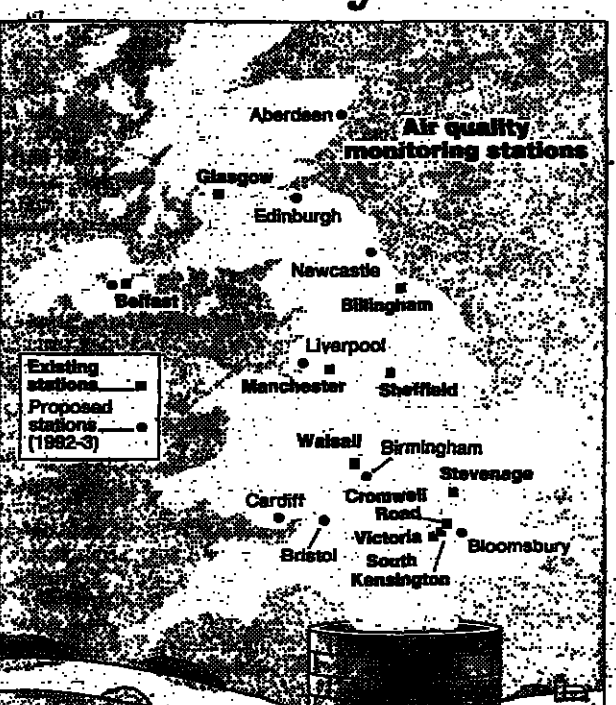 Aberdeen
Air quality
monitoring stations
Glasgow
Edinburgh
Newcastle
Billingham
Belfast
Liverpool
Manchester
Sheffield
Existing
stations
Proposed
stations
(1992-3)
Walsall
Birmingham
Stevenage
Cardiff
Cromwell
Road
Victoria
Bloomsbury
Bristol
South
Kensington